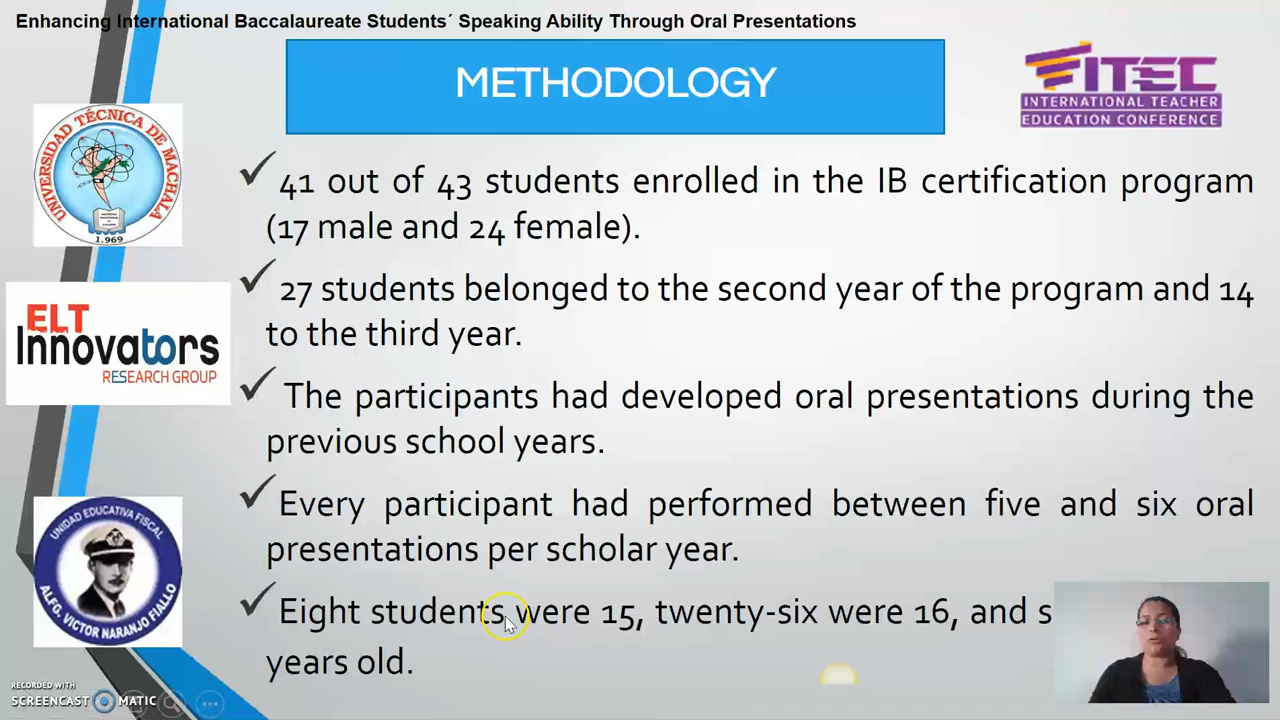 Enhancing International Baccalaureate Students´ Speaking Ability Through Oral Presentations
METHODOLOGY
ITEC
INTERNATIONAL TEACHER
EDUCATION CONFERENCE
UNIVERSIDAD TÉCNICA DE MACHALA
1.969
✓ 41 out of 43 students enrolled in the IB certification program
(17 male and 24 female).
✓ 27 students belonged to the second year of the program and 14
to the third year.
ELT
Innovators
RESEARCH GROUP
✓ The participants had developed oral presentations during the
previous school years.
✓ Every participant had performed between five and six oral
presentations per scholar year.
UNIDAD EDUCATIVA FISCAL
ALFG. VICTOR NARANJO FIALLO
✓ Eight students were 15, twenty-six were 16, and
years old.
RECORDED WITH
SCREENCAST MATIC